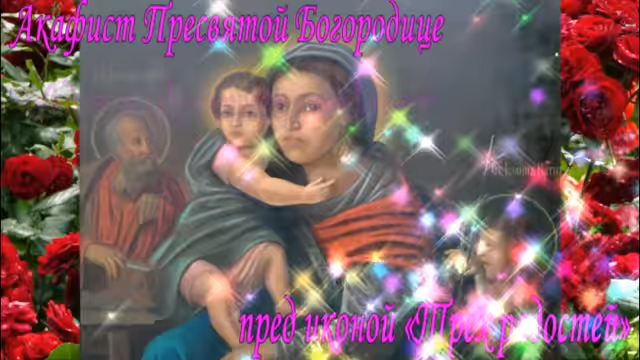 Акафист Пресвятой Богородице
пред иконой «Трех радостей»